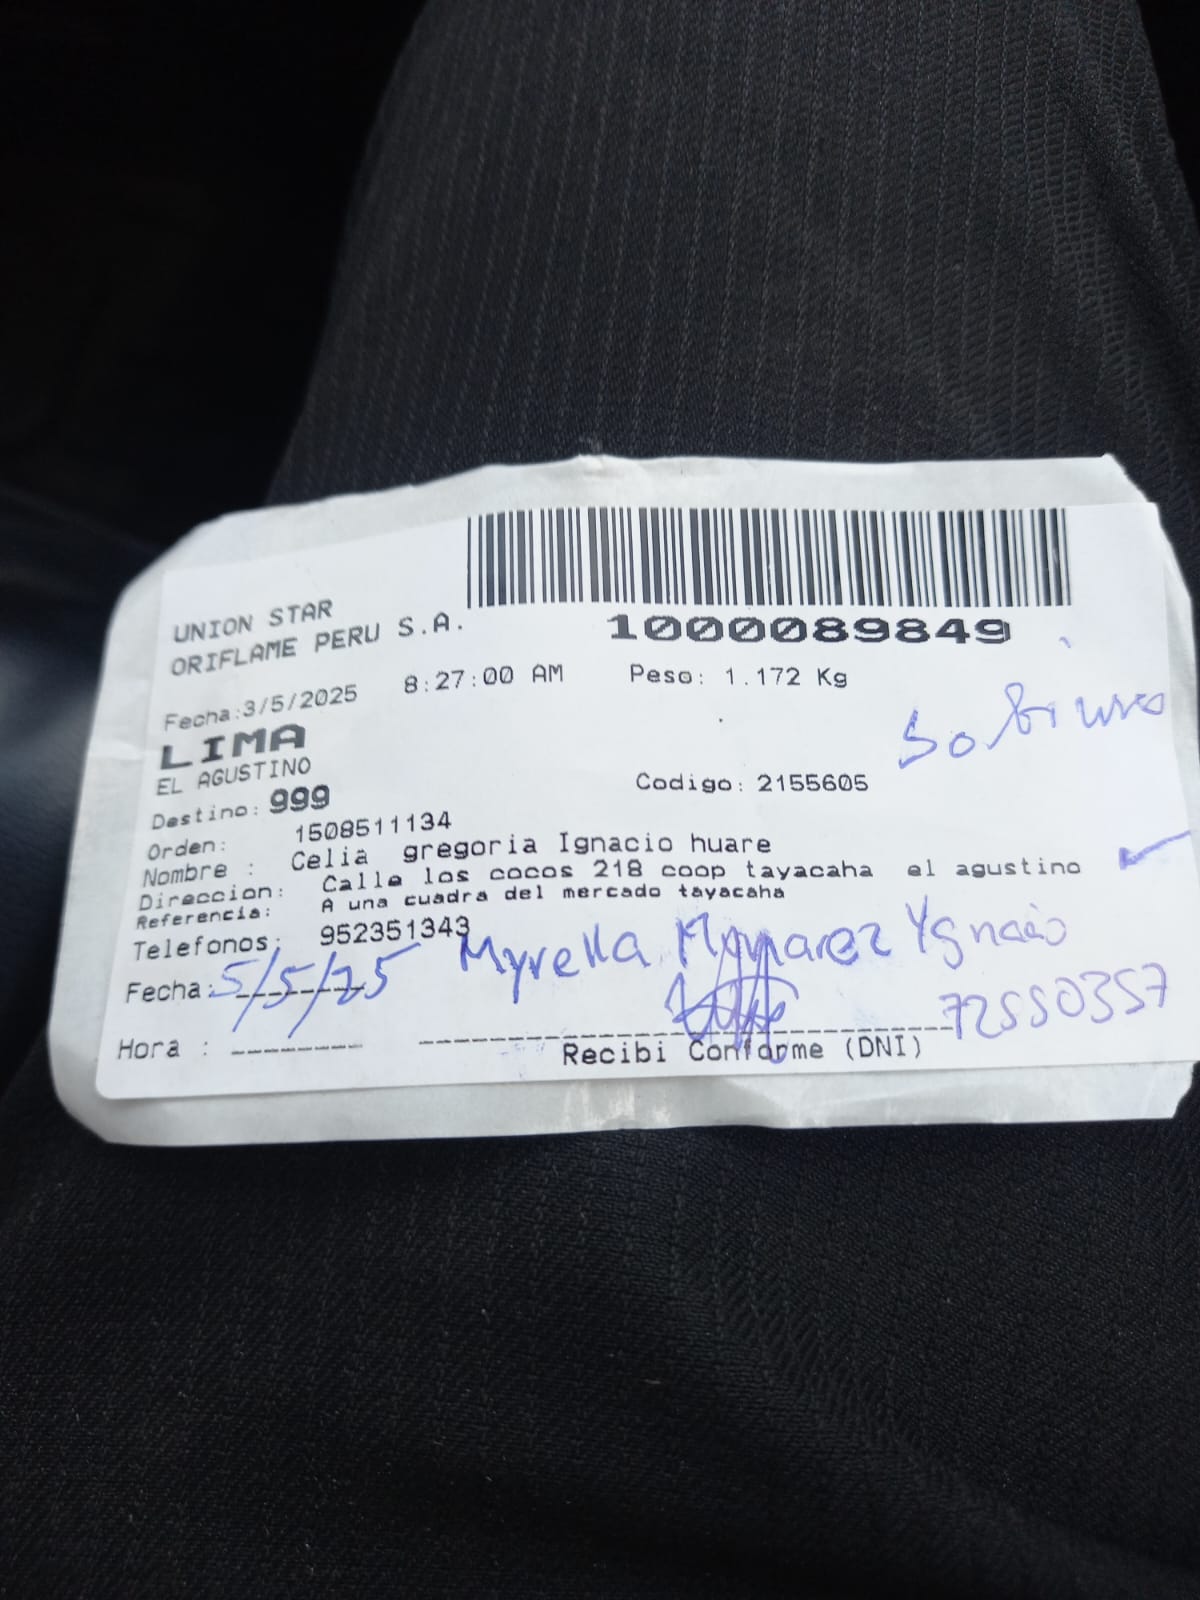 UNION STAR
ORIFLAME PERU S.A.
1000089849
Fecha:3/5/2025 8:27:00 AM Peso: 1.172 Kg
LIMA
EL AGUSTINO
Sobrino
Destino: 999 Codigo: 2155605
Orden: 1508511134
Nombre : Celia gregoria Ignacio huare
Direccion: Calle los cocos 218 coop tayacaha el agustino
Referencia: A una cuadra del mercado tayacaha
Telefonos: 952351343
Myrella Ygnacio
Fecha: 5/5/25
72550357
Hora :
Recibi Conforme (DNI)